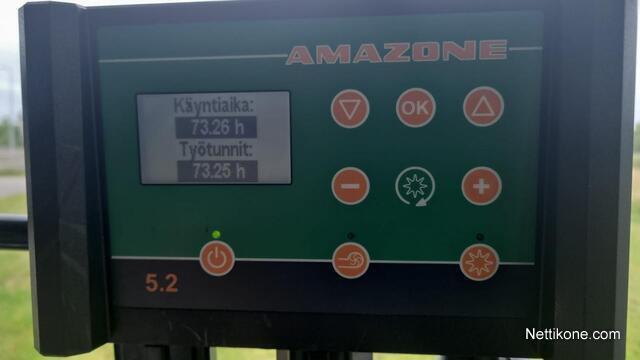 AMAZONE
Käyntiaika:
73.26 h
Työtunnit:
73.25 h
OK
5.2
Nettikone.com